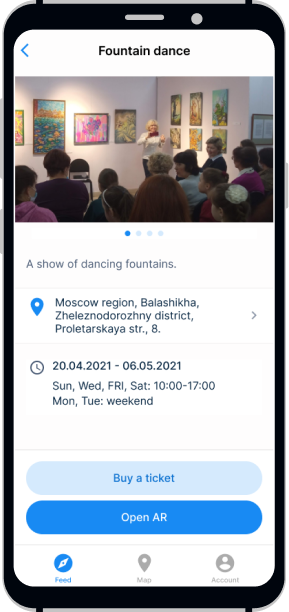 Fountain dance
A show of dancing fountains.
Moscow region, Balashikha,
Zheleznodorozhny district,
Proletarskaya str., 8.
20.04.2021 - 06.05.2021
Sun, Wed, FRI, Sat: 10:00-17:00
Mon, Tue: weekend
Buy a ticket
Open AR
Feed
Map
Account